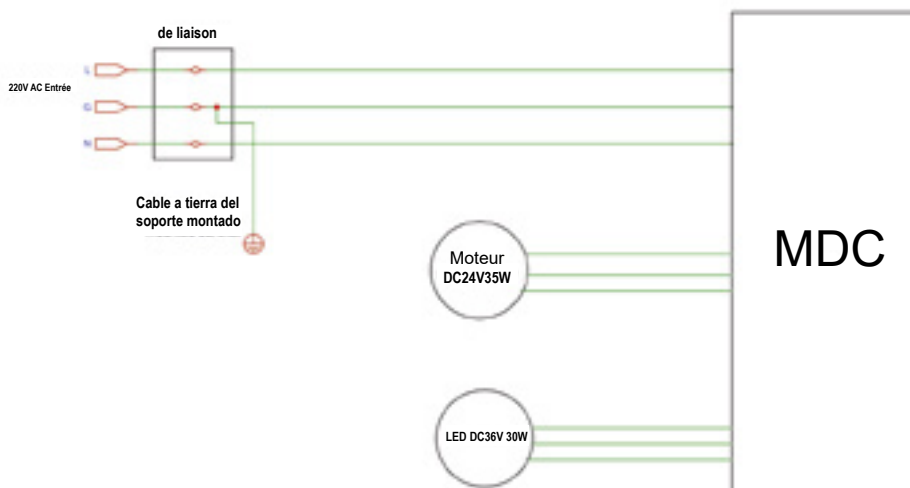 de liaison
L
220V AC Entrée
G
N
Cable a tierra del
soporte montado
Moteur
DC24V35W
MDC
LED DC36V 30W